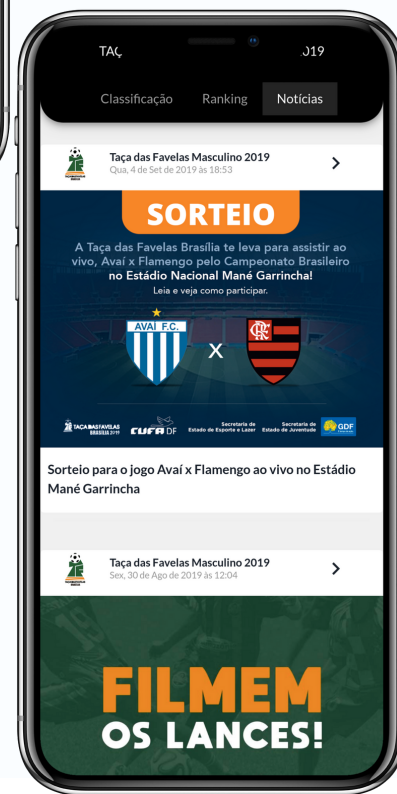 TAÇ
Classificação Ranking Notícias
Taça das Favelas Masculino 2019
Qua, 4 de Set de 2019 às 18:53
SORTEIO
A Taça das Favelas Brasília te leva para assistir ao
vivo, Avaí x Flamengo pelo Campeonato Brasileiro
no Estádio Nacional Mané Garrincha!
Leia e veja como participar.
AVAÍ F.C.
X
TAÇA DAS FAVELAS
BRASÍLIA 2019
CUFA DF
Secretaria de
Estado de Esporte e Lazer
Secretaria de
Estado de Juventude
GDF
Sorteio para o jogo Avaí x Flamengo ao vivo no Estádio
Mané Garrincha
Taça das Favelas Masculino 2019
Sex, 30 de Ago de 2019 às 12:04
FILMEM
OS LANCES!